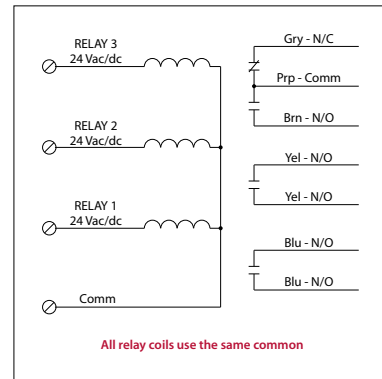 RELAY 3
24 Vac/dc
RELAY 2
24 Vac/dc
RELAY 1
24 Vac/dc
Comm
Gry - N/C
Prp - Comm
Brn - N/O
Yel - N/O
Yel - N/O
Blu - N/O
Blu - N/O
All relay coils use the same common